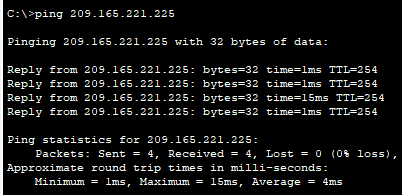 C:\>ping 209.165.221.225
Pinging 209.165.221.225 with 32 bytes of data:
Reply from 209.165.221.225: bytes=32 time=1ms TTL=254
Reply from 209.165.221.225: bytes=32 time=1ms TTL=254
Reply from 209.165.221.225: bytes=32 time=15ms TTL=254
Reply from 209.165.221.225: bytes=32 time=1ms TTL=254
Ping statistics for 209.165.221.225:
Packets: Sent = 4, Received = 4, Lost = 0 (0% loss),
Approximate round trip times in milli-seconds:
Minimum = 1ms, Maximum = 15ms, Average = 4ms